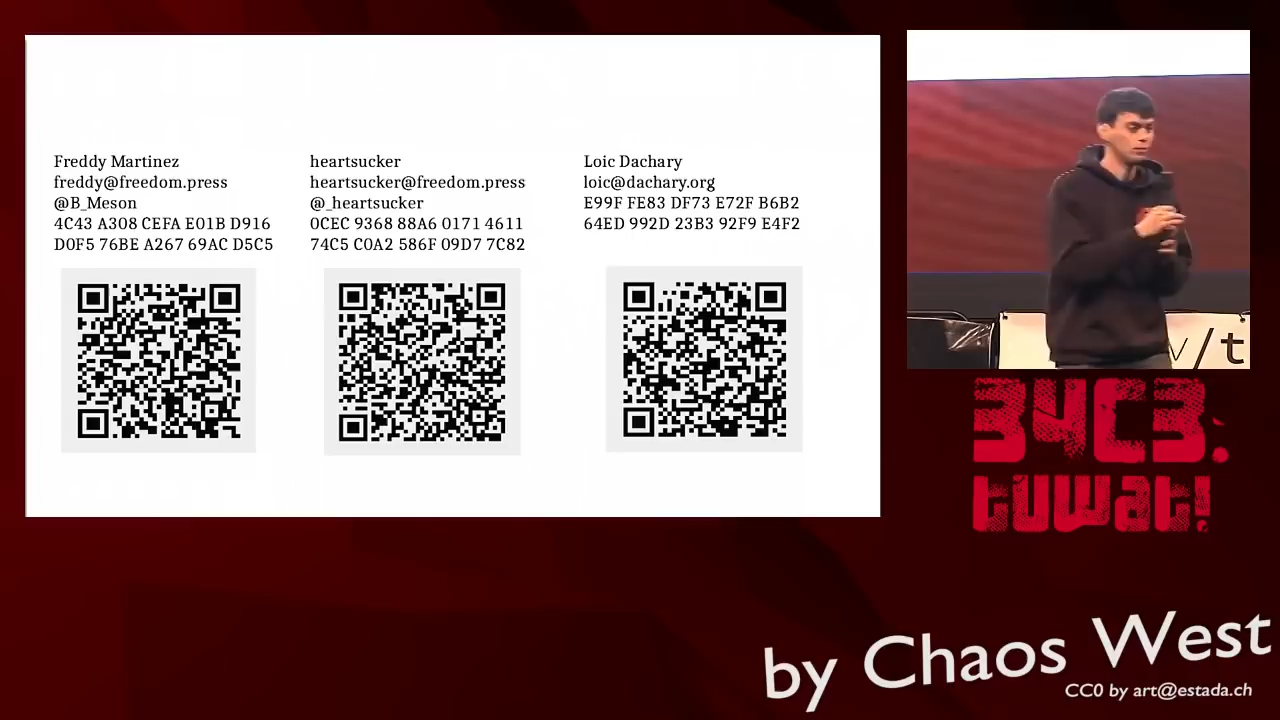 Freddy Martinez
freddy@freedom.press
@B_Meson
4C43 A308 CEFA E01B D916
D0F5 76BE A267 69AC D5C5
heartsucker
heartsucker@freedom.press
@_heartsucker
0CEC 9368 88A6 0171 4611
74C5 C0A2 586F 09D7 7C82
Loic Dachary
loic@dachary.org
E99F FE83 DF73 E72F B6B2
64ED 992D 23B3 92F9 E4F2
v/t
34C3:
tuwat!
by Chaos West
CC0 by art@estada.ch